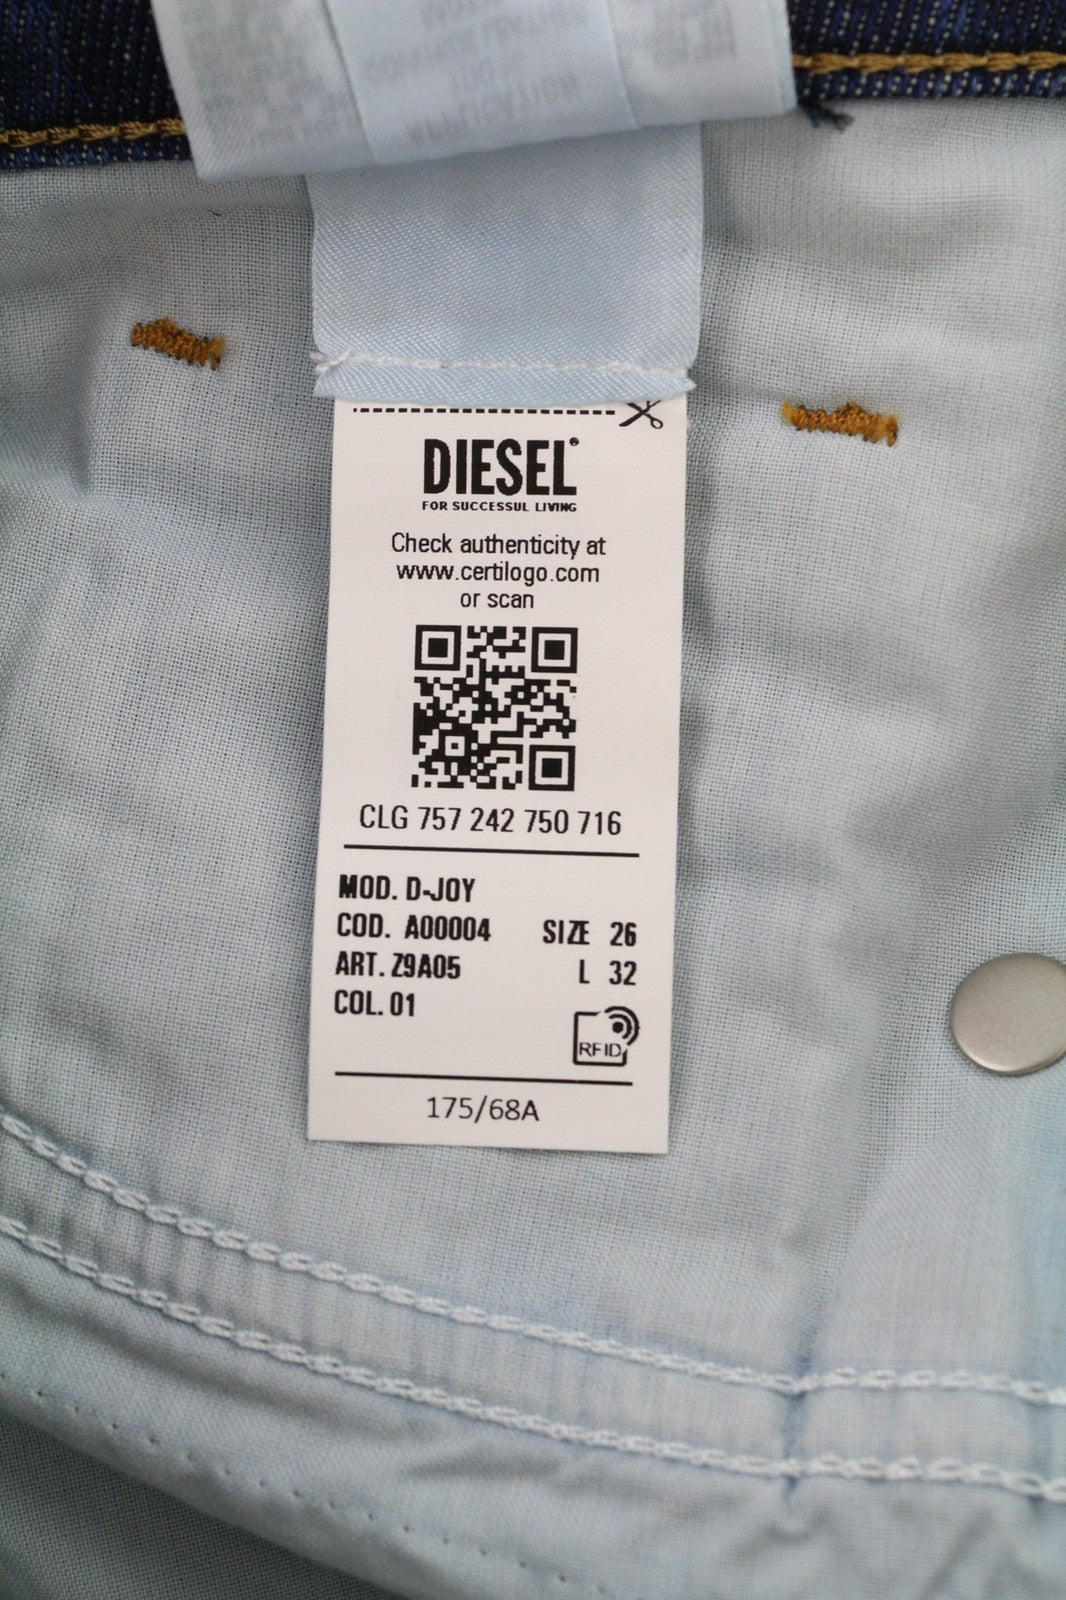 DIESEL®
FOR SUCCESSUL LIVING
Check authenticity at
www.certilogo.com
or scan
CLG 757 242 750 716
MOD. D-JOY
COD. A00004 SIZE 26
ART. Z9A05 L 32
COL. 01
RFID
175/68A